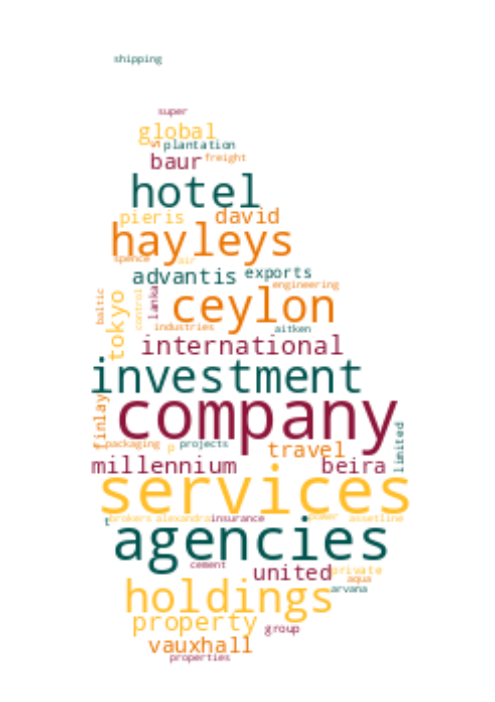 shipping
super
global
plantation
baur freight
hotel
pieris david
hayleys
spence air
advantis exports
engineering
baltic
tokyo
control
lanka
ceylon
industries aitken
international
investment
finlay
company
limited
packaging p projects
travel
millennium beira
services
t brokers alexandra insurance power assetline
agencies
cement
united private
aqua
holdings arvana
property group
vauxhall
properties